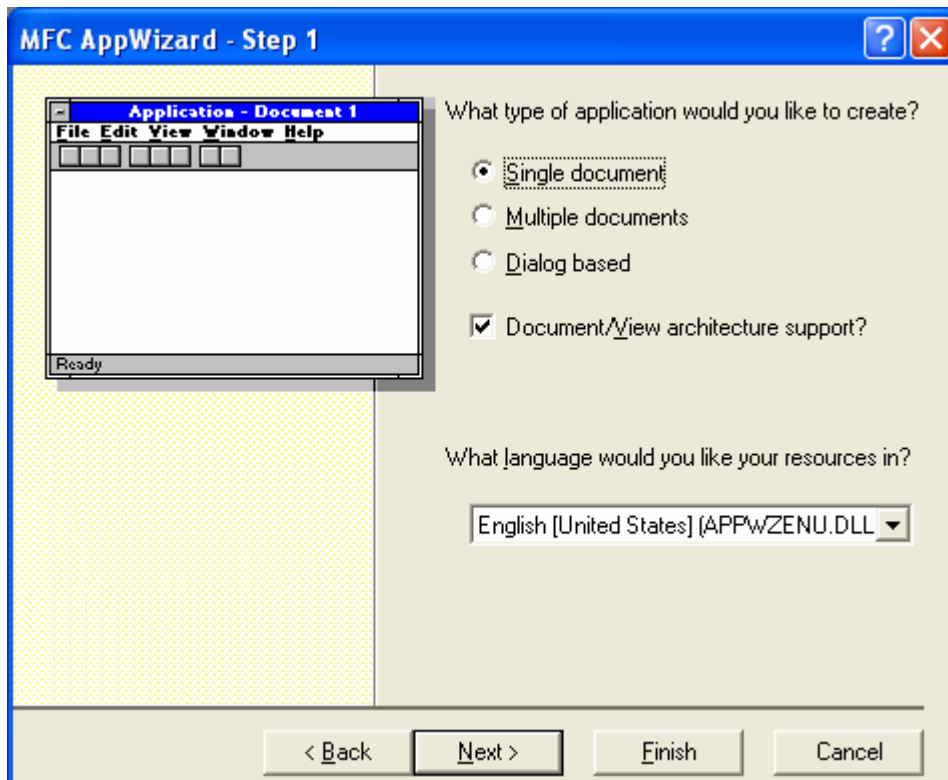 MFC AppWizard - Step 1
?
Application - Document 1
File Edit View Window Help
Ready
What type of application would you like to create?
Single document
Multiple documents
Dialog based
Document/View architecture support?
What language would you like your resources in?
English [United States] (APPWZENU.DLL
< Back Next > Finish Cancel